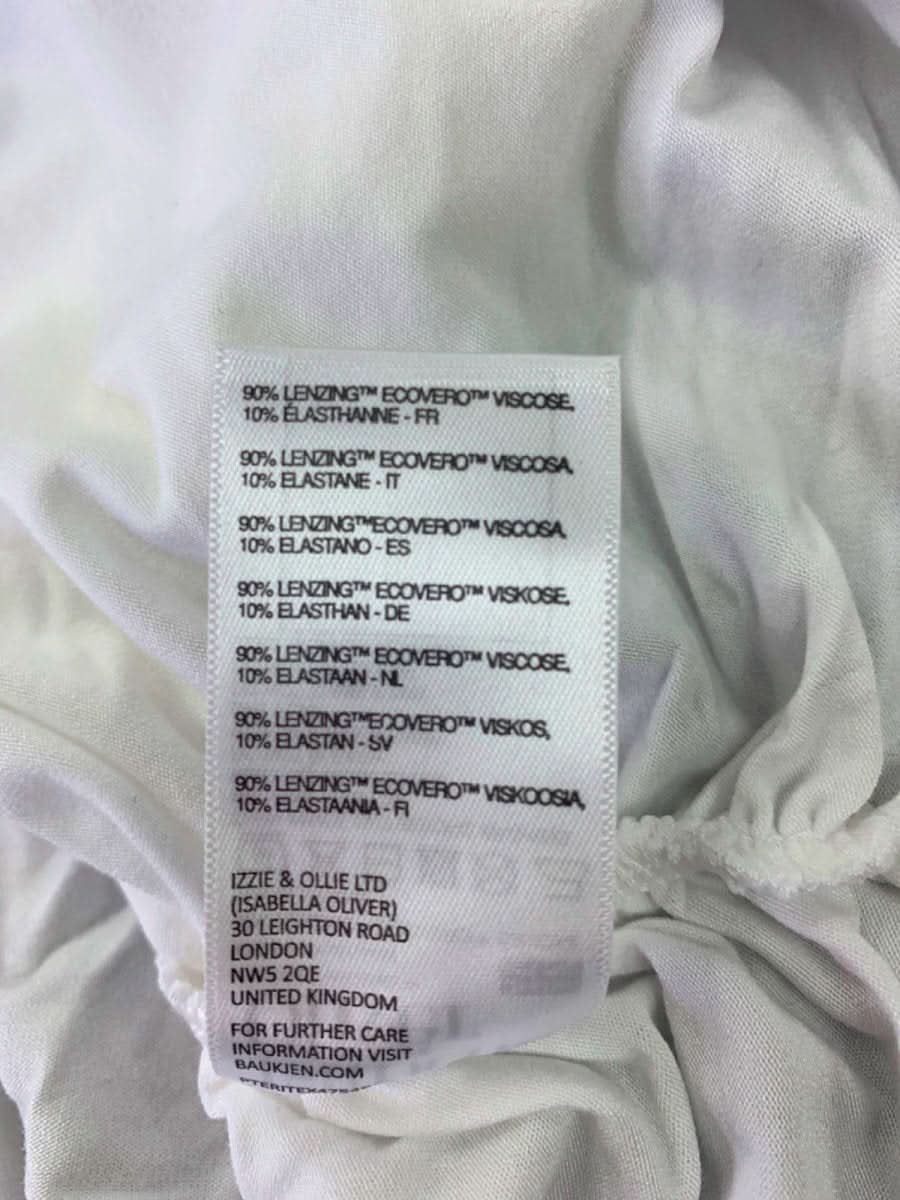 90% LENZING™ ECOVERO™ VISCOSE,
10% ÉLASTHANNE - FR
90% LENZING™ ECOVERO™ VISCOSA,
10% ELASTANE - IT
90% LENZING™ECOVERO™ VISCOSA,
10% ELASTANO - ES
90% LENZING™ ECOVERO™ VISKOSE,
10% ELASTHAN - DE
90% LENZING™ ECOVERO™ VISCOSE,
10% ELASTAAN - NL
90% LENZING™ECOVERO™ VISKOS,
10% ELASTAN - SV
90% LENZING™ ECOVERO™ VISKOOSIA,
10% ELASTAANIA - FI
IZZIE & OLLIE LTD
(ISABELLA OLIVER)
30 LEIGHTON ROAD
LONDON
NW5 2QE
UNITED KINGDOM
FOR FURTHER CARE
INFORMATION VISIT
BAUKJEN.COM